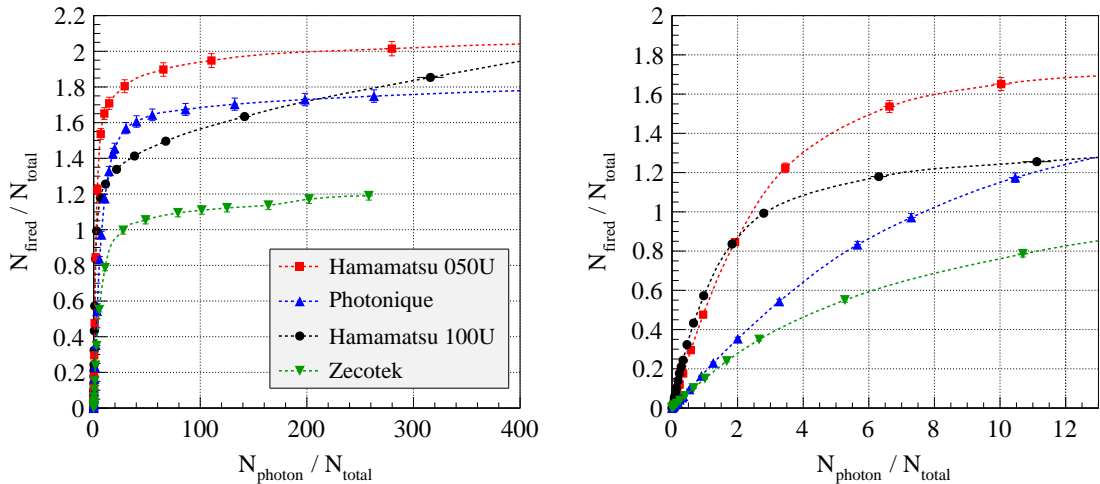 2.2
2
1.8
1.6
1.4
1.2
1
0.8
0.6
0.4
0.2
0
N_fired / N_total
0 100 200 300 400
N_photon / N_total
Hamamatsu 050U
Photonique
Hamamatsu 100U
Zecotek
2
1.8
1.6
1.4
1.2
1
0.8
0.6
0.4
0.2
0
N_fired / N_total
0 2 4 6 8 10 12
N_photon / N_total